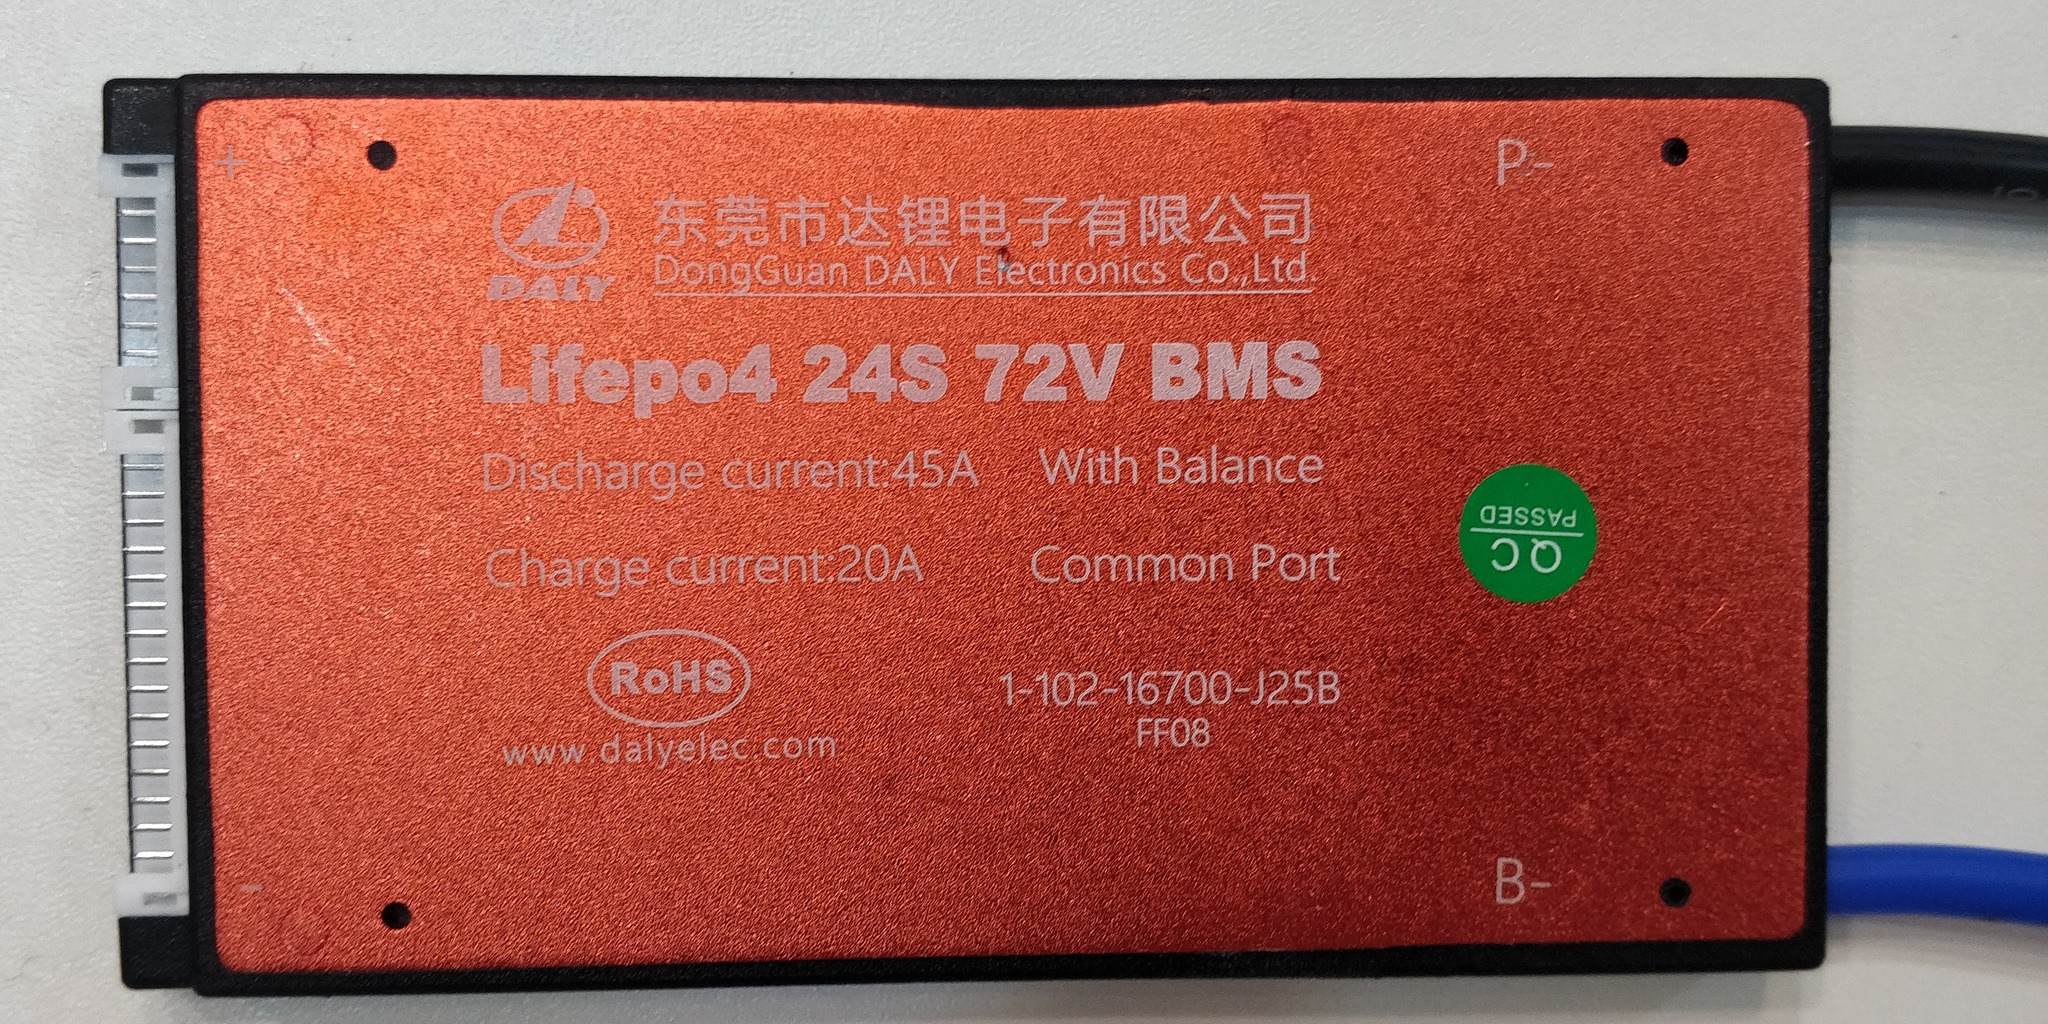 +
P-
东莞市达锂电子有限公司
DALY
DongGuan DALY Electronics Co.,Ltd.
Lifepo4 24S 72V BMS
Discharge current:45A With Balance
QC
PASSED
Charge current:20A Common Port
RoHS
1-102-16700-J25B
FF08
www.dalyelec.com
-
B-